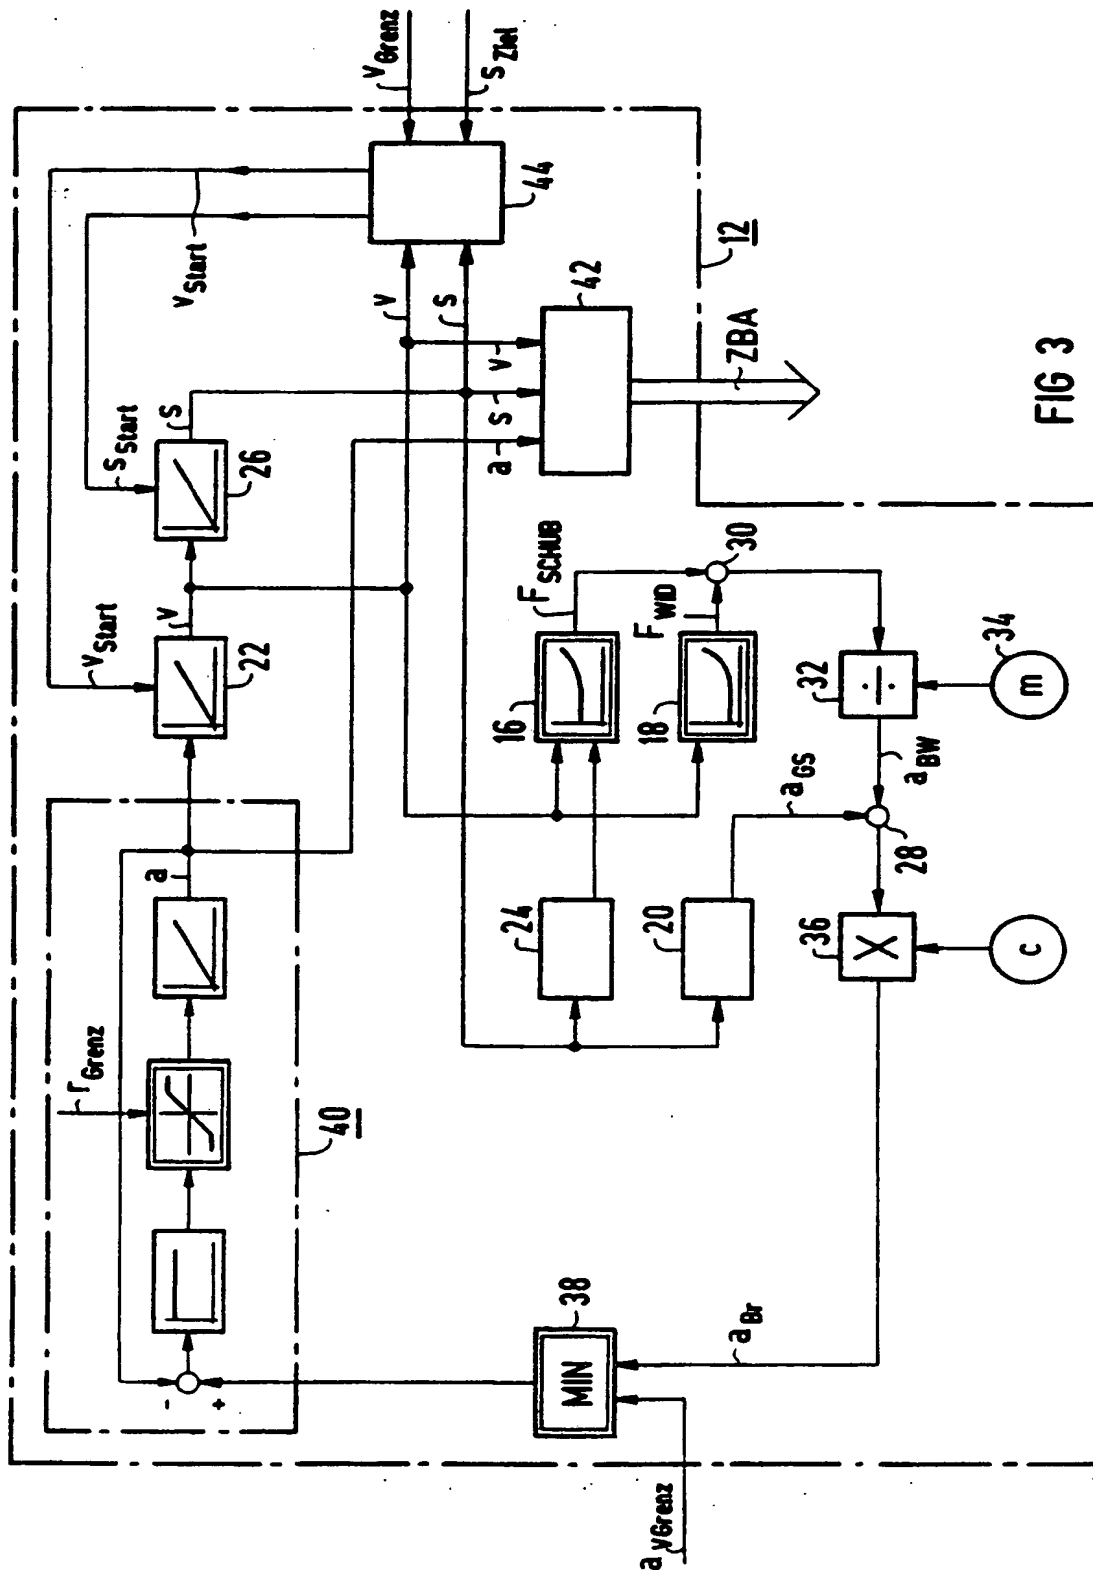 v_Grenz
s_Ziel
v_Start
44
12
v
s
42
v
s
a
ZBA
FIG 3
s_Start
s
26
v_Start
v
22
F_SCHUB
16
F_WID
18
30
32
m
34
a_BW
a
r_Grenz
40
-
+
24
20
a_GS
28
36
X
c
MIN
38
a_Br
a_VGrenz